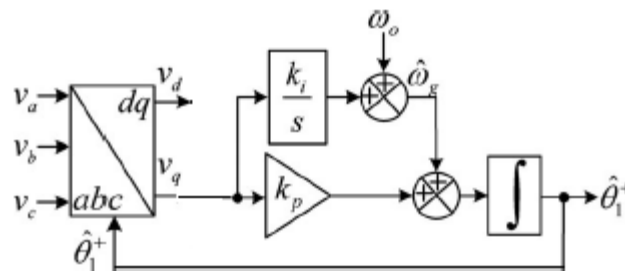 ω_o
v_d
k_i
s
ω̂_g
v_a
dq
v_b
v_q
v_c
abc
k_p
∫
θ̂_1^+
θ̂_1^+